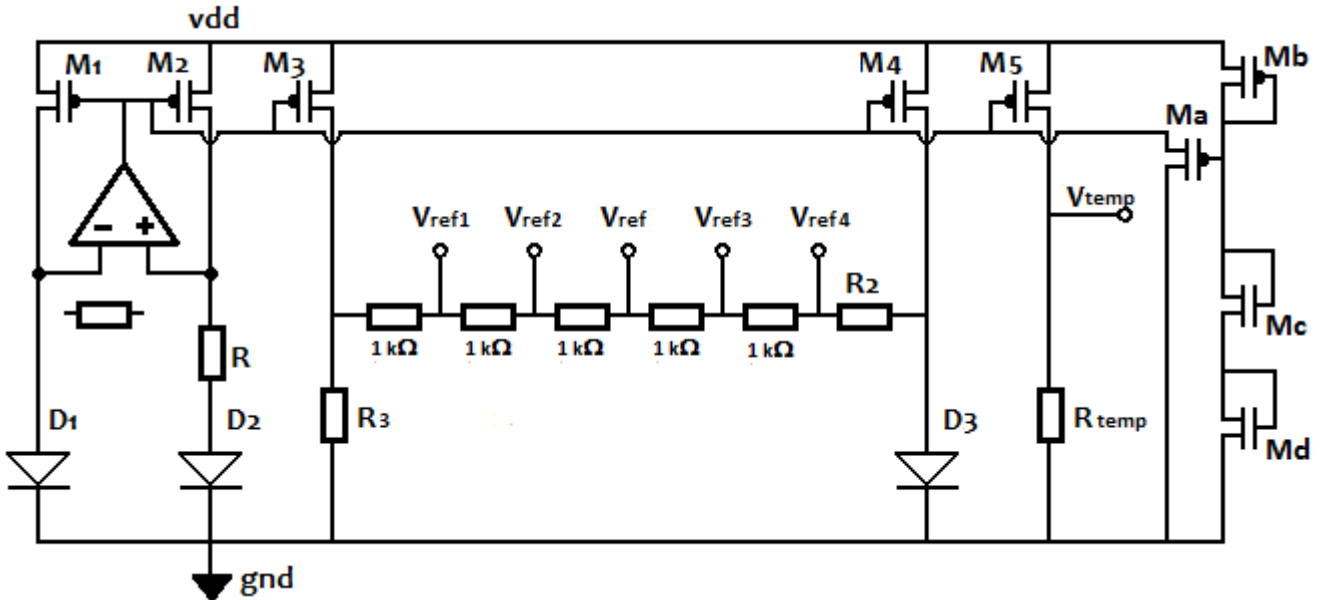 vdd
M1
M2
M3
M4
M5
Mb
Ma
- +
Vref1
Vref2
Vref
Vref3
Vref4
Vtemp
R2
1 kΩ
1 kΩ
1 kΩ
1 kΩ
1 kΩ
Mc
R
D1
D2
R3
D3
Rtemp
Md
gnd